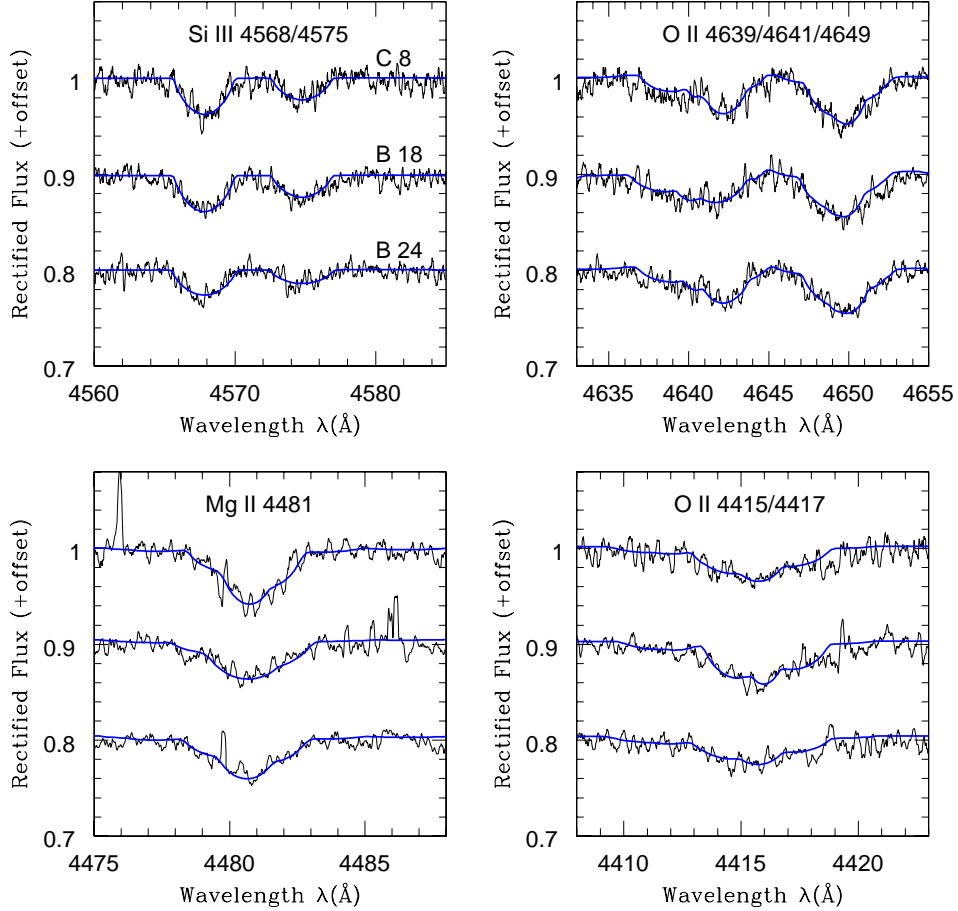 Si III 4568/4575
C 8
B 18
B 24
1
0.9
0.8
0.7
Rectified Flux (+offset)
4560 4570 4580
Wavelength λ(Å)
O II 4639/4641/4649
1
0.9
0.8
0.7
Rectified Flux (+offset)
4635 4640 4645 4650 4655
Wavelength λ(Å)
Mg II 4481
1
0.9
0.8
0.7
Rectified Flux (+offset)
4475 4480 4485
Wavelength λ(Å)
O II 4415/4417
1
0.9
0.8
0.7
Rectified Flux (+offset)
4410 4415 4420
Wavelength λ(Å)